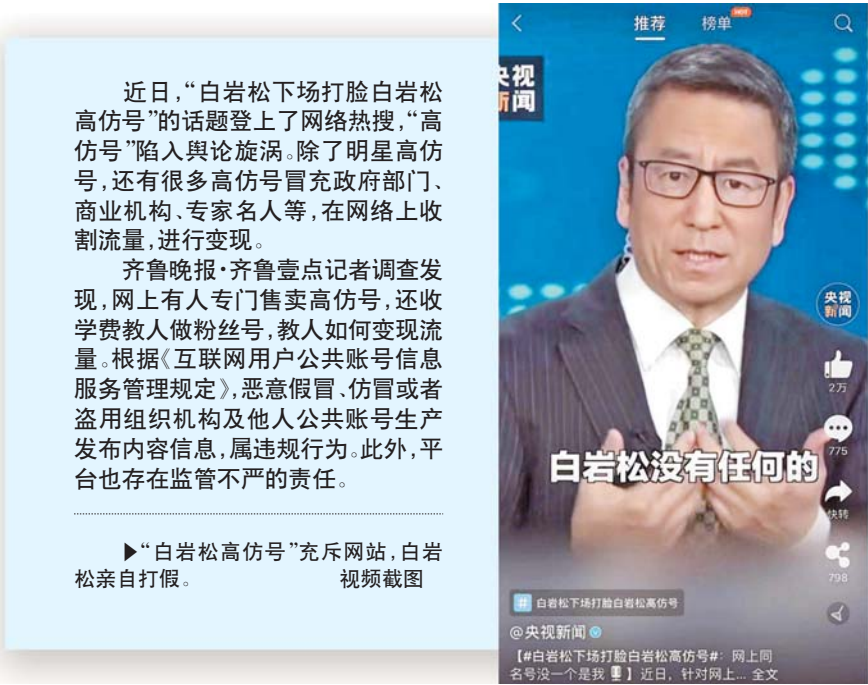 近日，“白岩松下场打脸白岩松
高仿号”的话题登上了网络热搜，“高
仿号”陷入舆论旋涡。除了明星高仿
号，还有很多高仿号冒充政府部门、
商业机构、专家名人等，在网络上收
割流量，进行变现。
齐鲁晚报·齐鲁壹点记者调查发
现，网上有人专门售卖高仿号，还收
学费教人做粉丝号，教人如何变现流
量。根据《互联网用户公共账号信息
服务管理规定》，恶意假冒、仿冒或者
盗用组织机构及他人公共账号生产
发布内容信息，属违规行为。此外，平
台也存在监管不严的责任。
▶“白岩松高仿号”充斥网站，白岩
松亲自打假。 视频截图
推荐 榜单 HOT
央视
新闻
央视
新闻
2万
775
白岩松没有任何的
快转
798
# 白岩松下场打脸白岩松高仿号
@央视新闻
【#白岩松下场打脸白岩松高仿号#：网上同
名号没一个是我】近日，针对网上... 全文